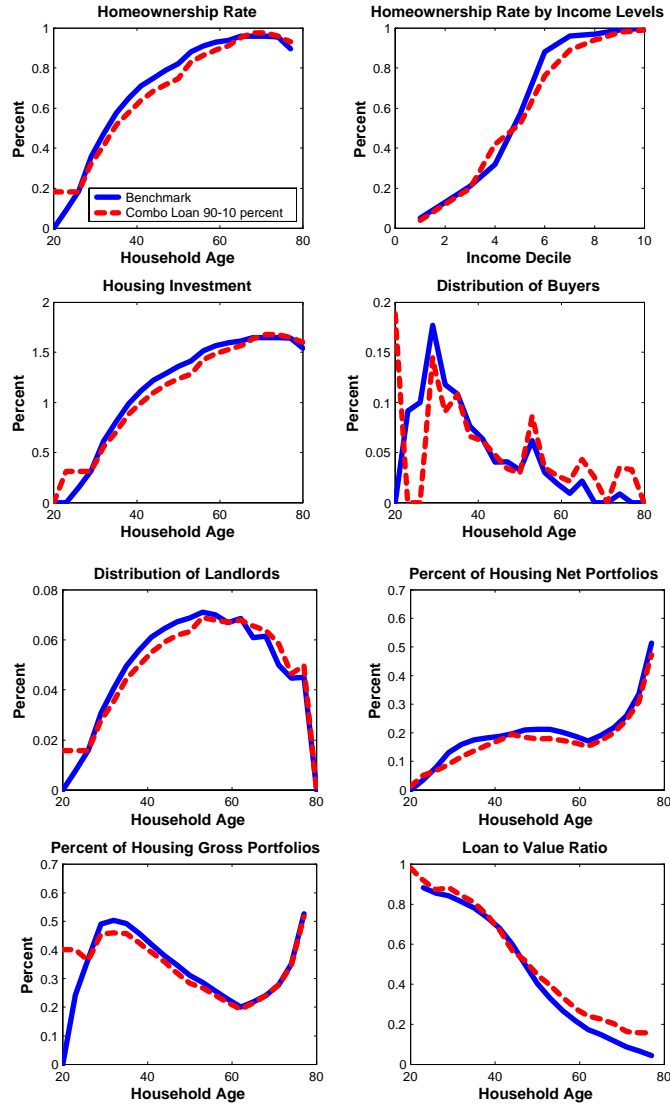 Homeownership Rate
Percent
1
0.8
0.6
0.4
0.2
0
Benchmark
Combo Loan 90-10 percent
20 40 60 80
Household Age
Homeownership Rate by Income Levels
Percent
1
0.8
0.6
0.4
0.2
0
0 2 4 6 8 10
Income Decile
Housing Investment
Percent
2
1.5
1
0.5
0
20 40 60 80
Household Age
Distribution of Buyers
Percent
0.2
0.15
0.1
0.05
0
20 40 60 80
Household Age
Distribution of Landlords
Percent
0.08
0.06
0.04
0.02
0
20 40 60 80
Household Age
Percent of Housing Net Portfolios
Percent
0.7
0.6
0.5
0.4
0.3
0.2
0.1
0
20 40 60 80
Household Age
Percent of Housing Gross Portfolios
Percent
0.7
0.6
0.5
0.4
0.3
0.2
0.1
0
20 40 60 80
Household Age
Loan to Value Ratio
Percent
1
0.8
0.6
0.4
0.2
0
20 40 60 80
Household Age